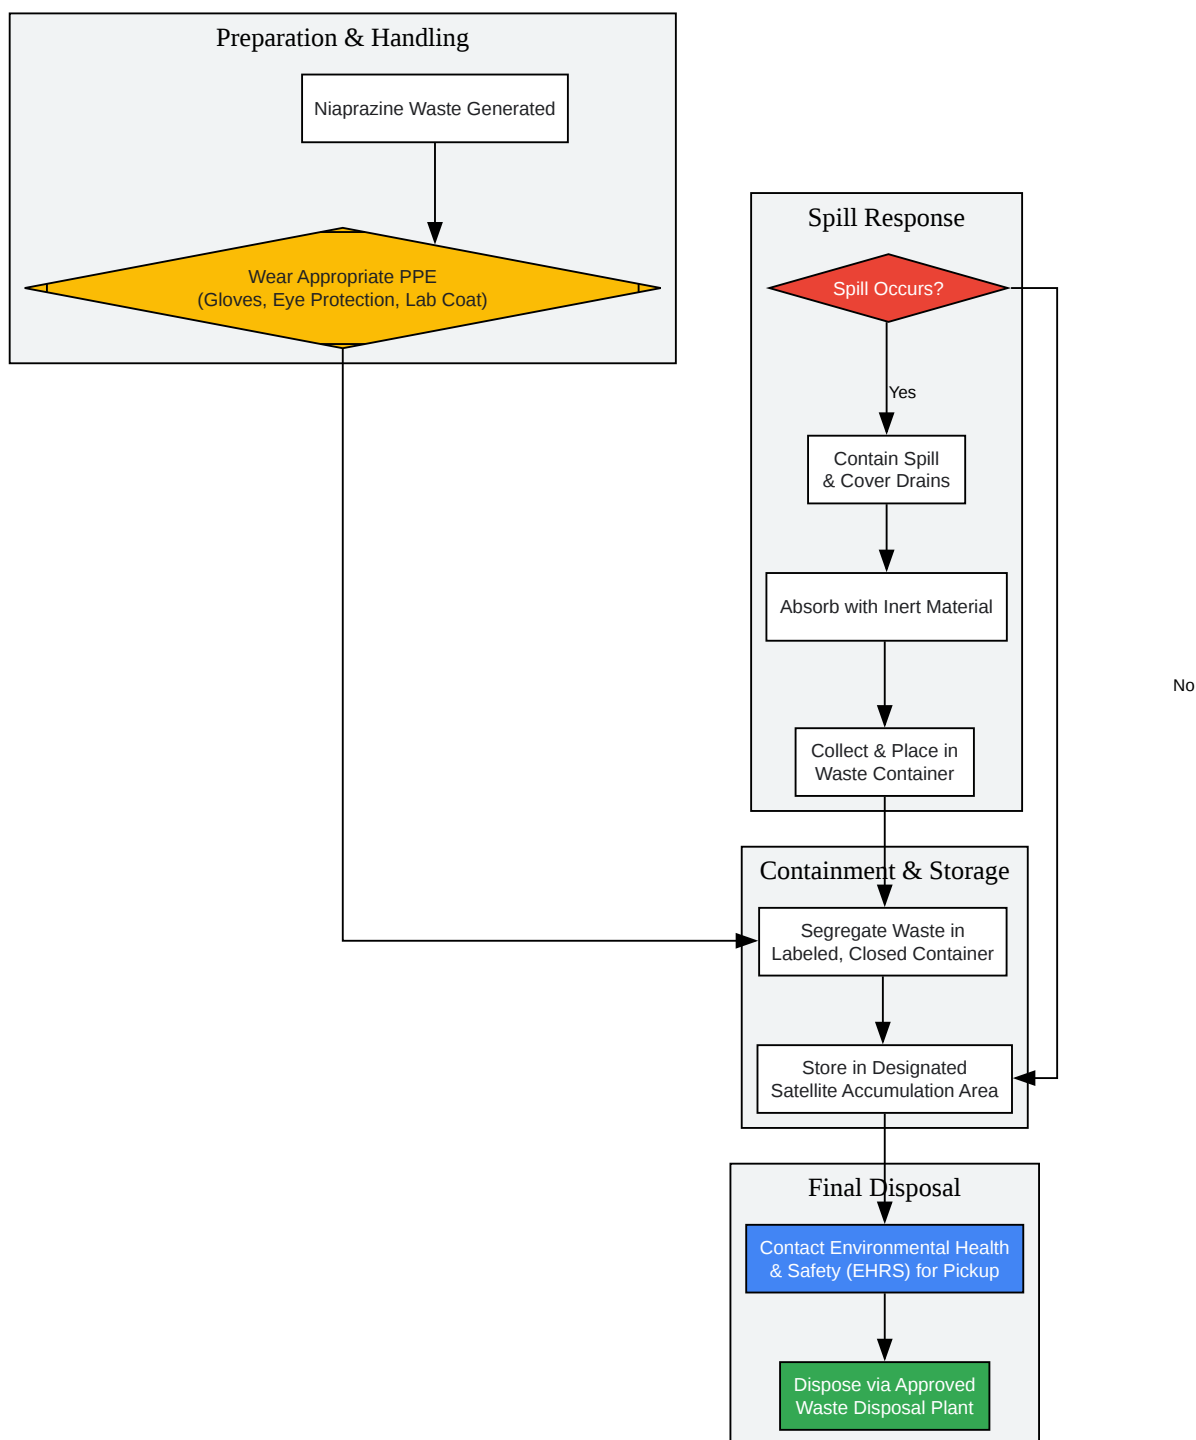 Preparation & Handling
Niaprazine Waste Generated
Wear Appropriate PPE
(Gloves, Eye Protection, Lab Coat)
Spill Response
Spill Occurs?
Yes
Contain Spill
& Cover Drains
Absorb with Inert Material
No
Collect & Place in
Waste Container
Containment & Storage
Segregate Waste in
Labeled, Closed Container
Store in Designated
Satellite Accumulation Area
Final Disposal
Contact Environmental Health
& Safety (EHRS) for Pickup
Dispose via Approved
Waste Disposal Plant